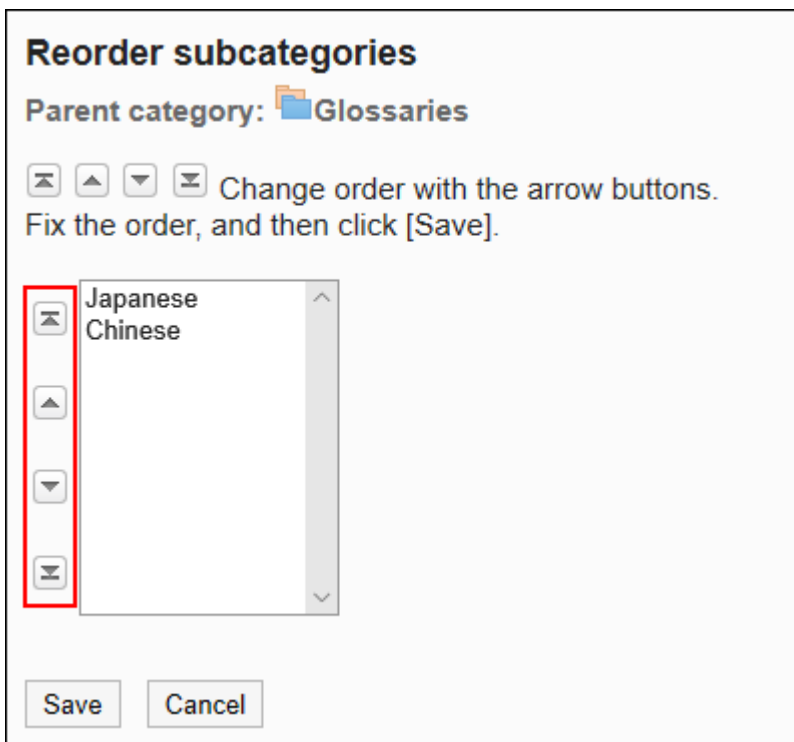 Reorder subcategories
Parent category: Glossaries
Change order with the arrow buttons.
Fix the order, and then click [Save].
Japanese
Chinese
Save Cancel